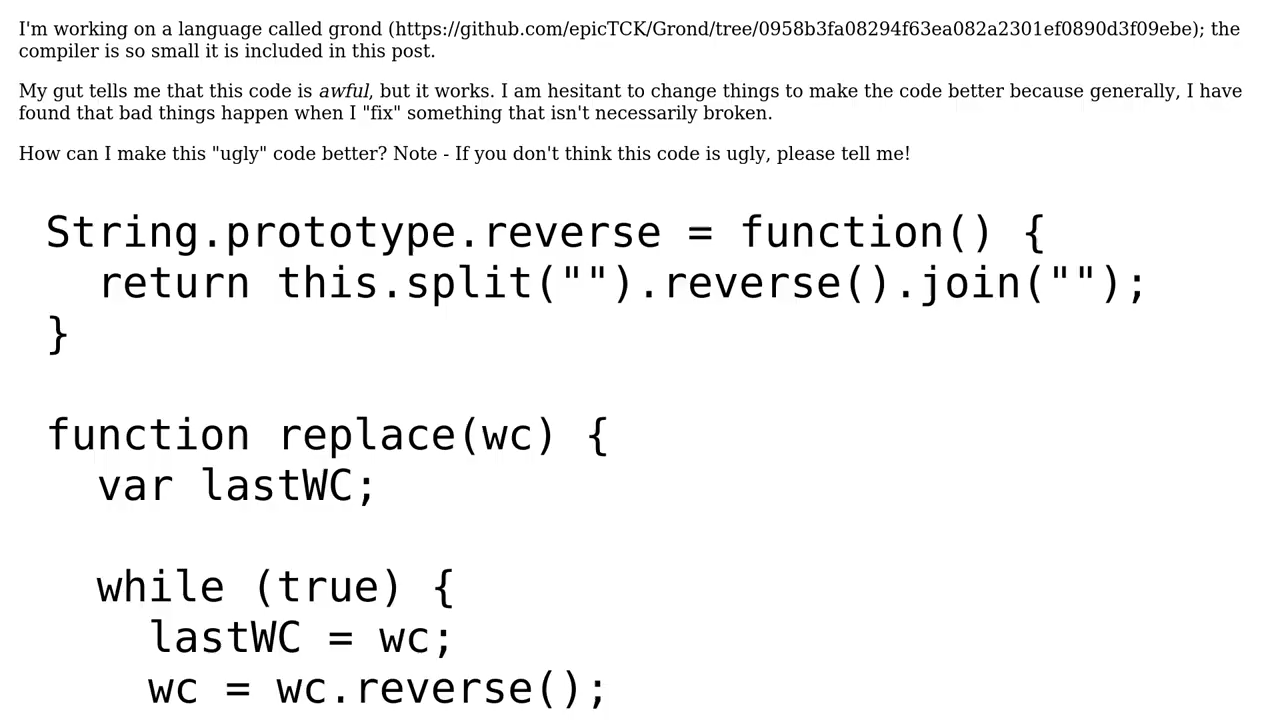 I'm working on a language called grond (https://github.com/epicTCK/Grond/tree/0958b3fa08294f63ea082a2301ef0890d3f09ebe); the
compiler is so small it is included in this post.
My gut tells me that this code is awful, but it works. I am hesitant to change things to make the code better because generally, I have
found that bad things happen when I "fix" something that isn't necessarily broken.
How can I make this "ugly" code better? Note - If you don't think this code is ugly, please tell me!
String.prototype.reverse = function() {
  return this.split("").reverse().join("");
}
function replace(wc) {
  var lastWC;
  while (true) {
    lastWC = wc;
    wc = wc.reverse();